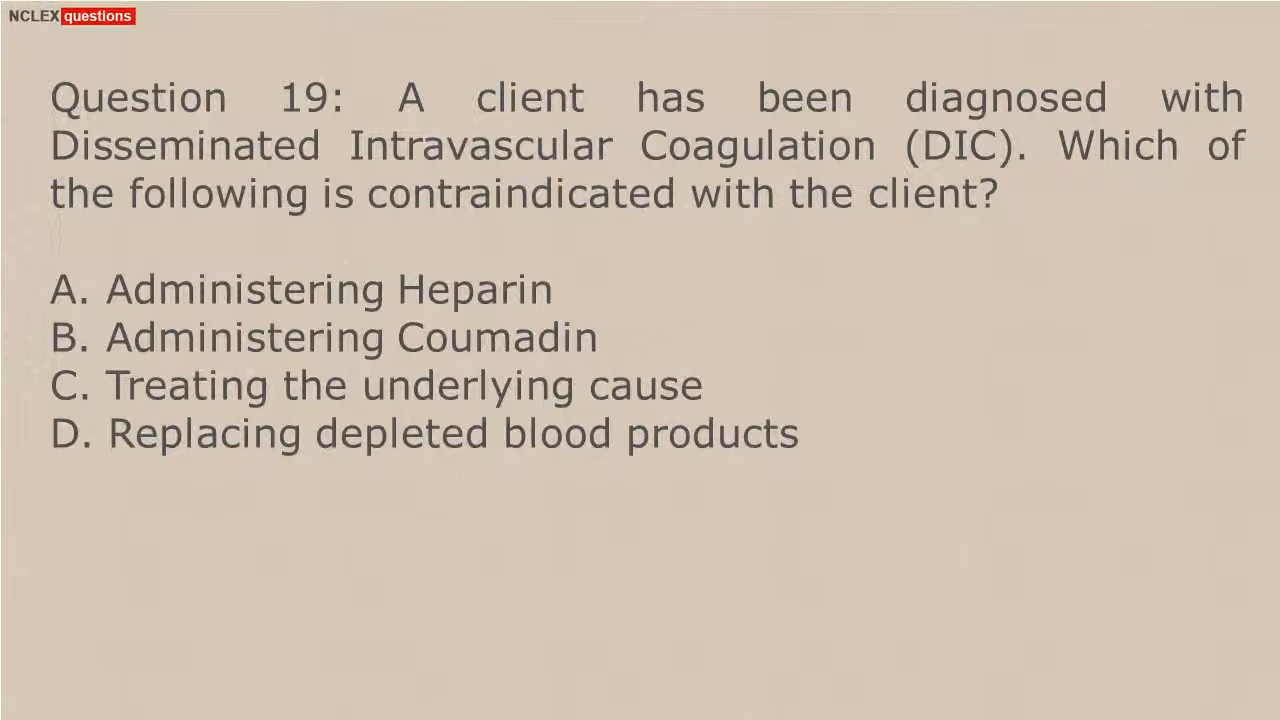 NCLEX questions
Question 19: A client has been diagnosed with
Disseminated Intravascular Coagulation (DIC). Which of
the following is contraindicated with the client?
A. Administering Heparin
B. Administering Coumadin
C. Treating the underlying cause
D. Replacing depleted blood products